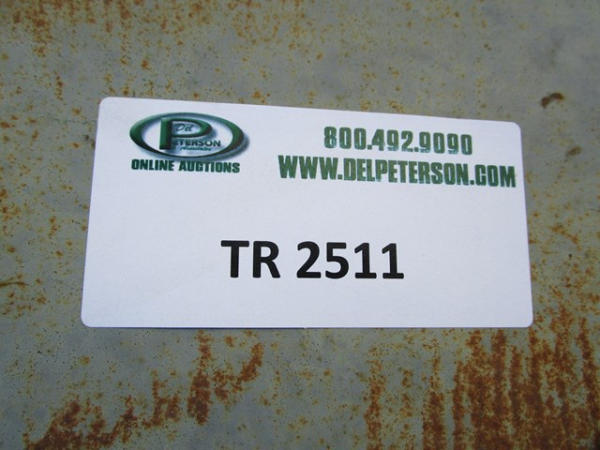 Del
PETERSON
ONLINE AUCTIONS
800.492.9090
WWW.DELPETERSON.COM
TR 2511